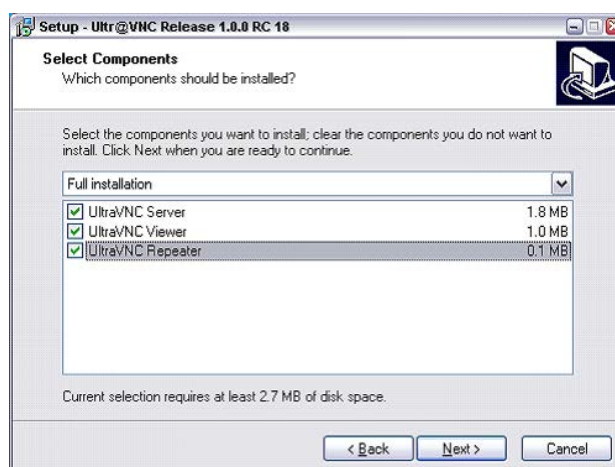 Setup - Ultr@VNC Release 1.0.0 RC 18
Select Components
Which components should be installed?
Select the components you want to install; clear the components you do not want to
install. Click Next when you are ready to continue.
Full installation
UltraVNC Server 1.8 MB
UltraVNC Viewer 1.0 MB
UltraVNC Repeater 0.1 MB
Current selection requires at least 2.7 MB of disk space.
< Back Next > Cancel